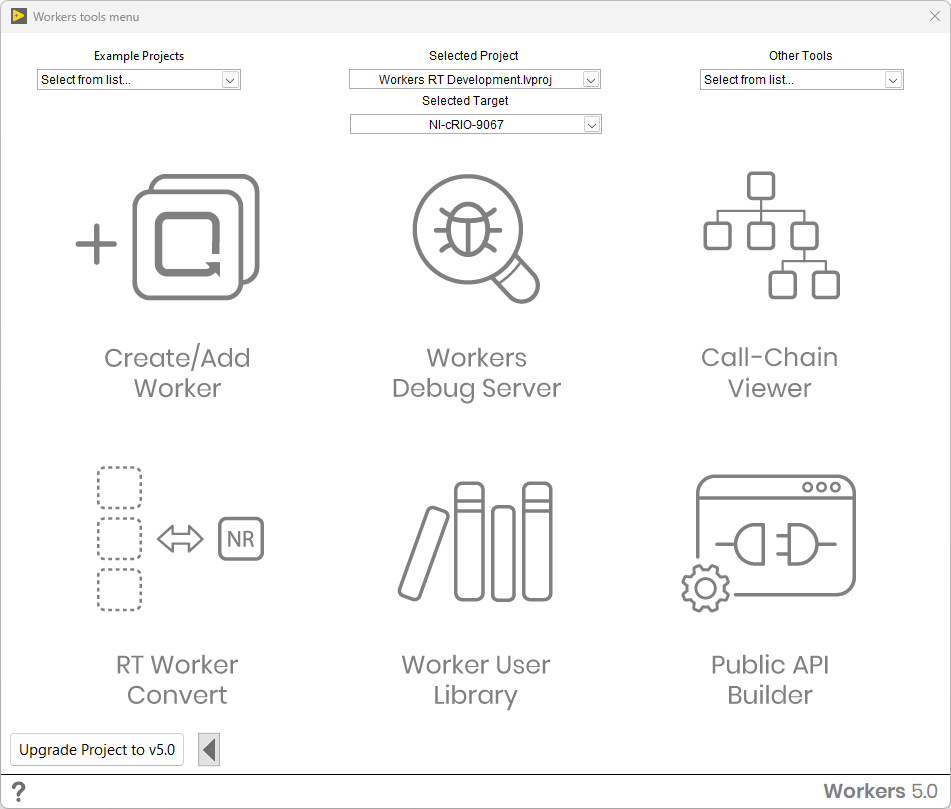 Workers tools menu
Example Projects
Selected Project
Other Tools
Select from list...
Workers RT Development.lvproj
Select from list...
Selected Target
NI-cRIO-9067
Create/Add
Worker
Workers
Debug Server
Call-Chain
Viewer
NR
RT Worker
Convert
Worker User
Library
Public API
Builder
Upgrade Project to v5.0
?
Workers 5.0